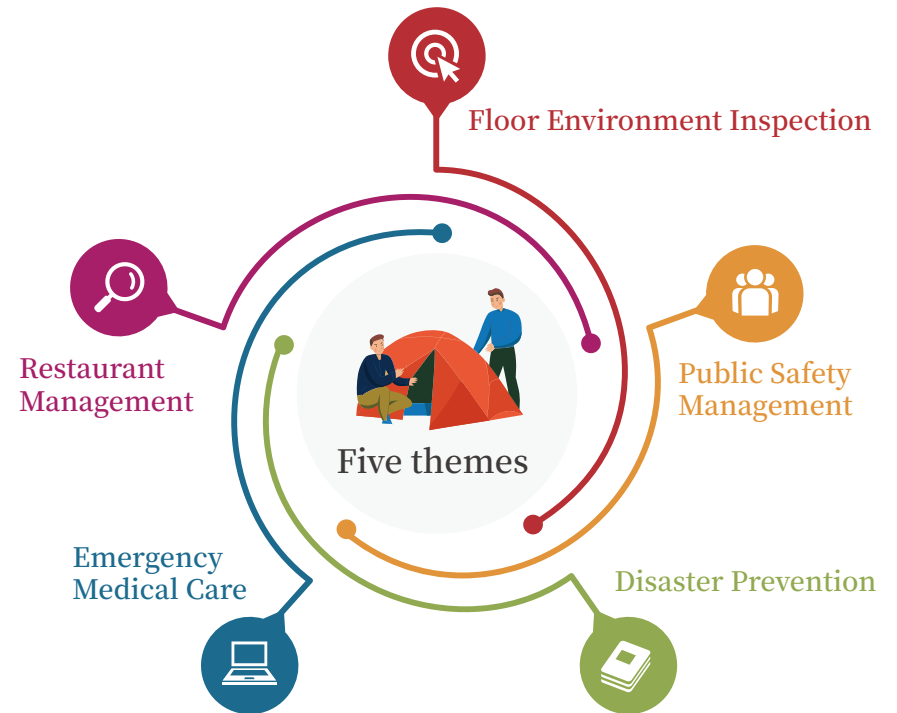 Floor Environment Inspection
Restaurant
Management
Public Safety
Management
Five themes
Emergency
Medical Care
Disaster Prevention